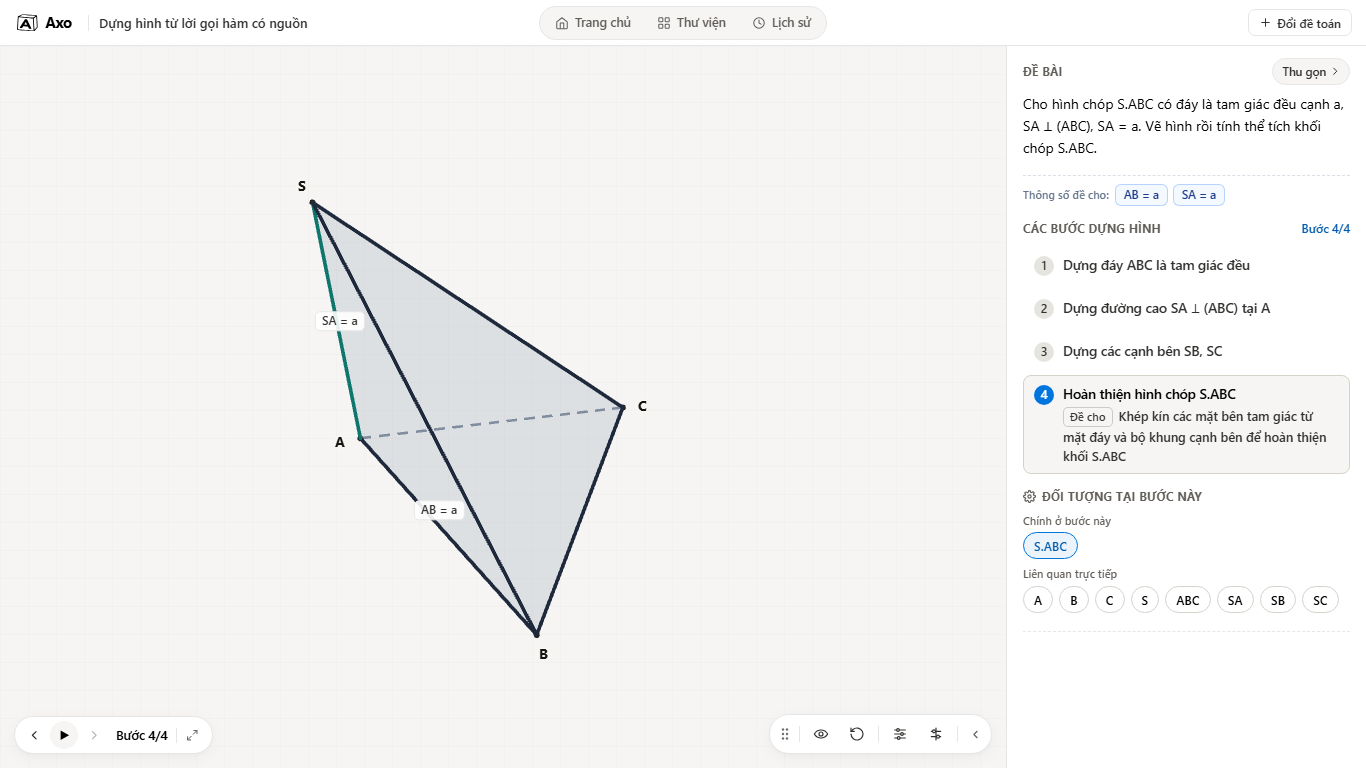 Axo
Dựng hình từ lời gọi hàm có nguồn
Trang chủ
Thư viện
Lịch sử
Đổi đề toán
S
SA = a
C
A
AB = a
B
Bước 4/4
ĐỀ BÀI
Thu gọn
Cho hình chóp S.ABC có đáy là tam giác đều cạnh a,
SA ⊥ (ABC), SA = a. Vẽ hình rồi tính thể tích khối
chóp S.ABC.
Thông số đề cho: AB = a SA = a
CÁC BƯỚC DỰNG HÌNH
Bước 4/4
1 Dựng đáy ABC là tam giác đều
2 Dựng đường cao SA ⊥ (ABC) tại A
3 Dựng các cạnh bên SB, SC
4 Hoàn thiện hình chóp S.ABC
Đề cho Khép kín các mặt bên tam giác từ
mặt đáy và bộ khung cạnh bên để hoàn thiện
khối S.ABC
ĐỐI TƯỢNG TẠI BƯỚC NÀY
Chính ở bước này
S.ABC
Liên quan trực tiếp
A B C S ABC SA SB SC